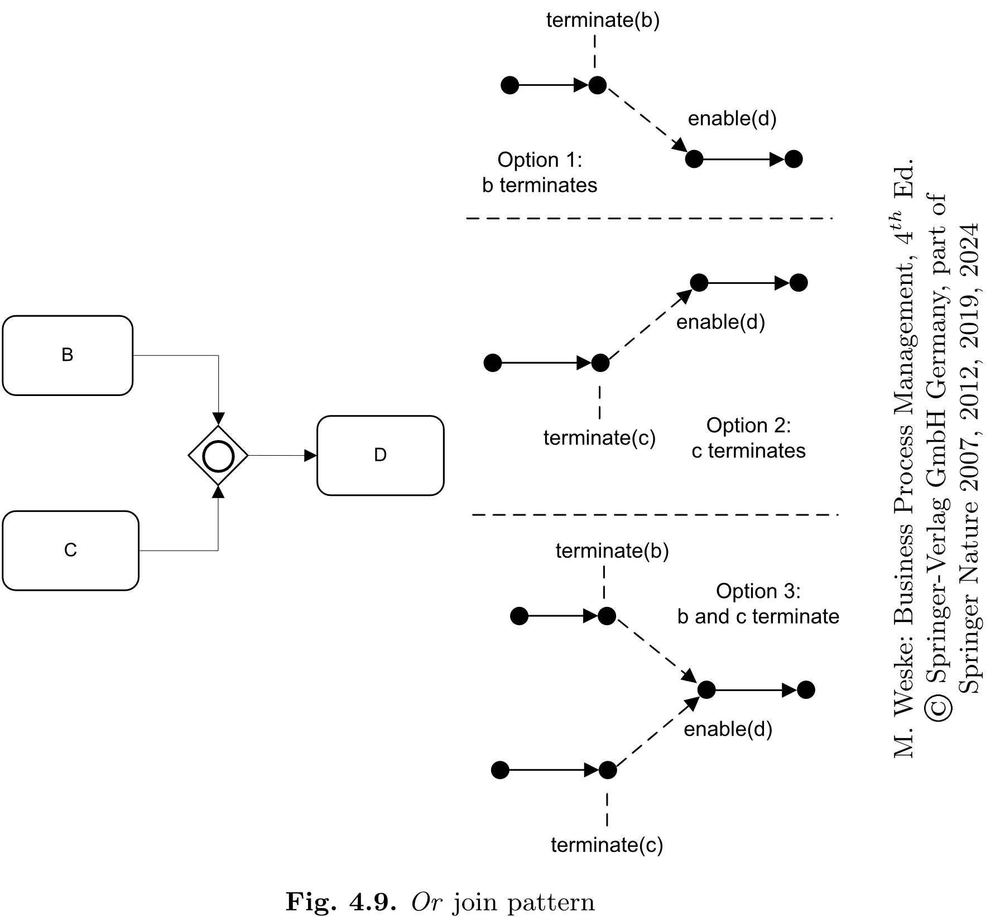 terminate(b)
enable(d)
Option 1:
b terminates
enable(d)
terminate(c)
Option 2:
c terminates
B
D
C
terminate(b)
Option 3:
b and c terminate
enable(d)
terminate(c)
M. Weske: Business Process Management, 4th Ed.
© Springer-Verlag GmbH Germany, part of
Springer Nature 2007, 2012, 2019, 2024
Fig. 4.9. Or join pattern